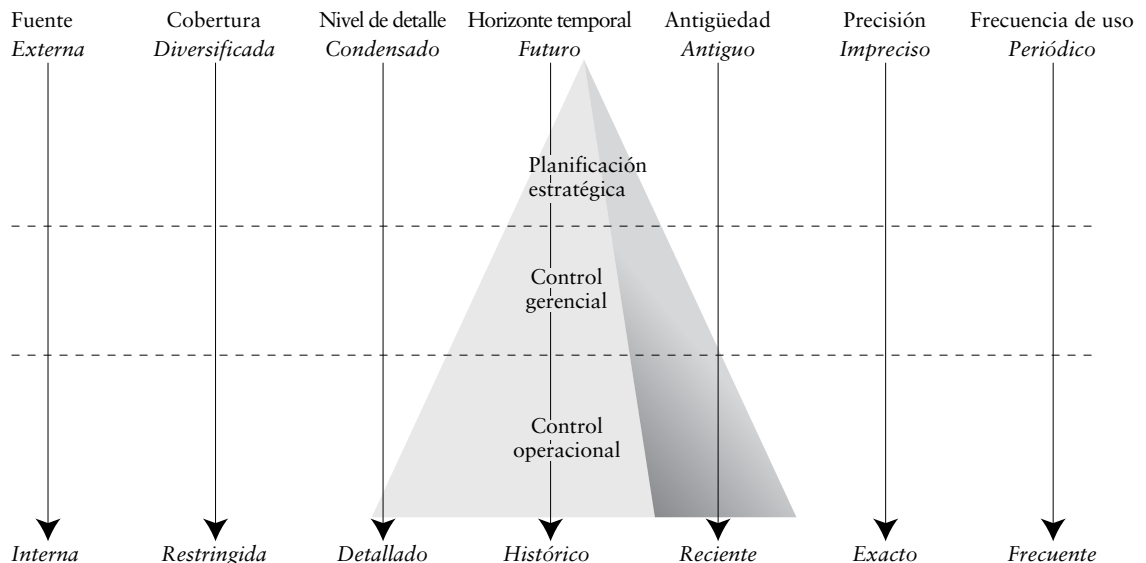 Fuente Cobertura Nivel de detalle Horizonte temporal Antigüedad Precisión Frecuencia de uso
Externa Diversificada Condensado Futuro Antiguo Impreciso Periódico
Planificación
estratégica
Control
gerencial
Control
operacional
Interna Restringida Detallado Histórico Reciente Exacto Frecuente